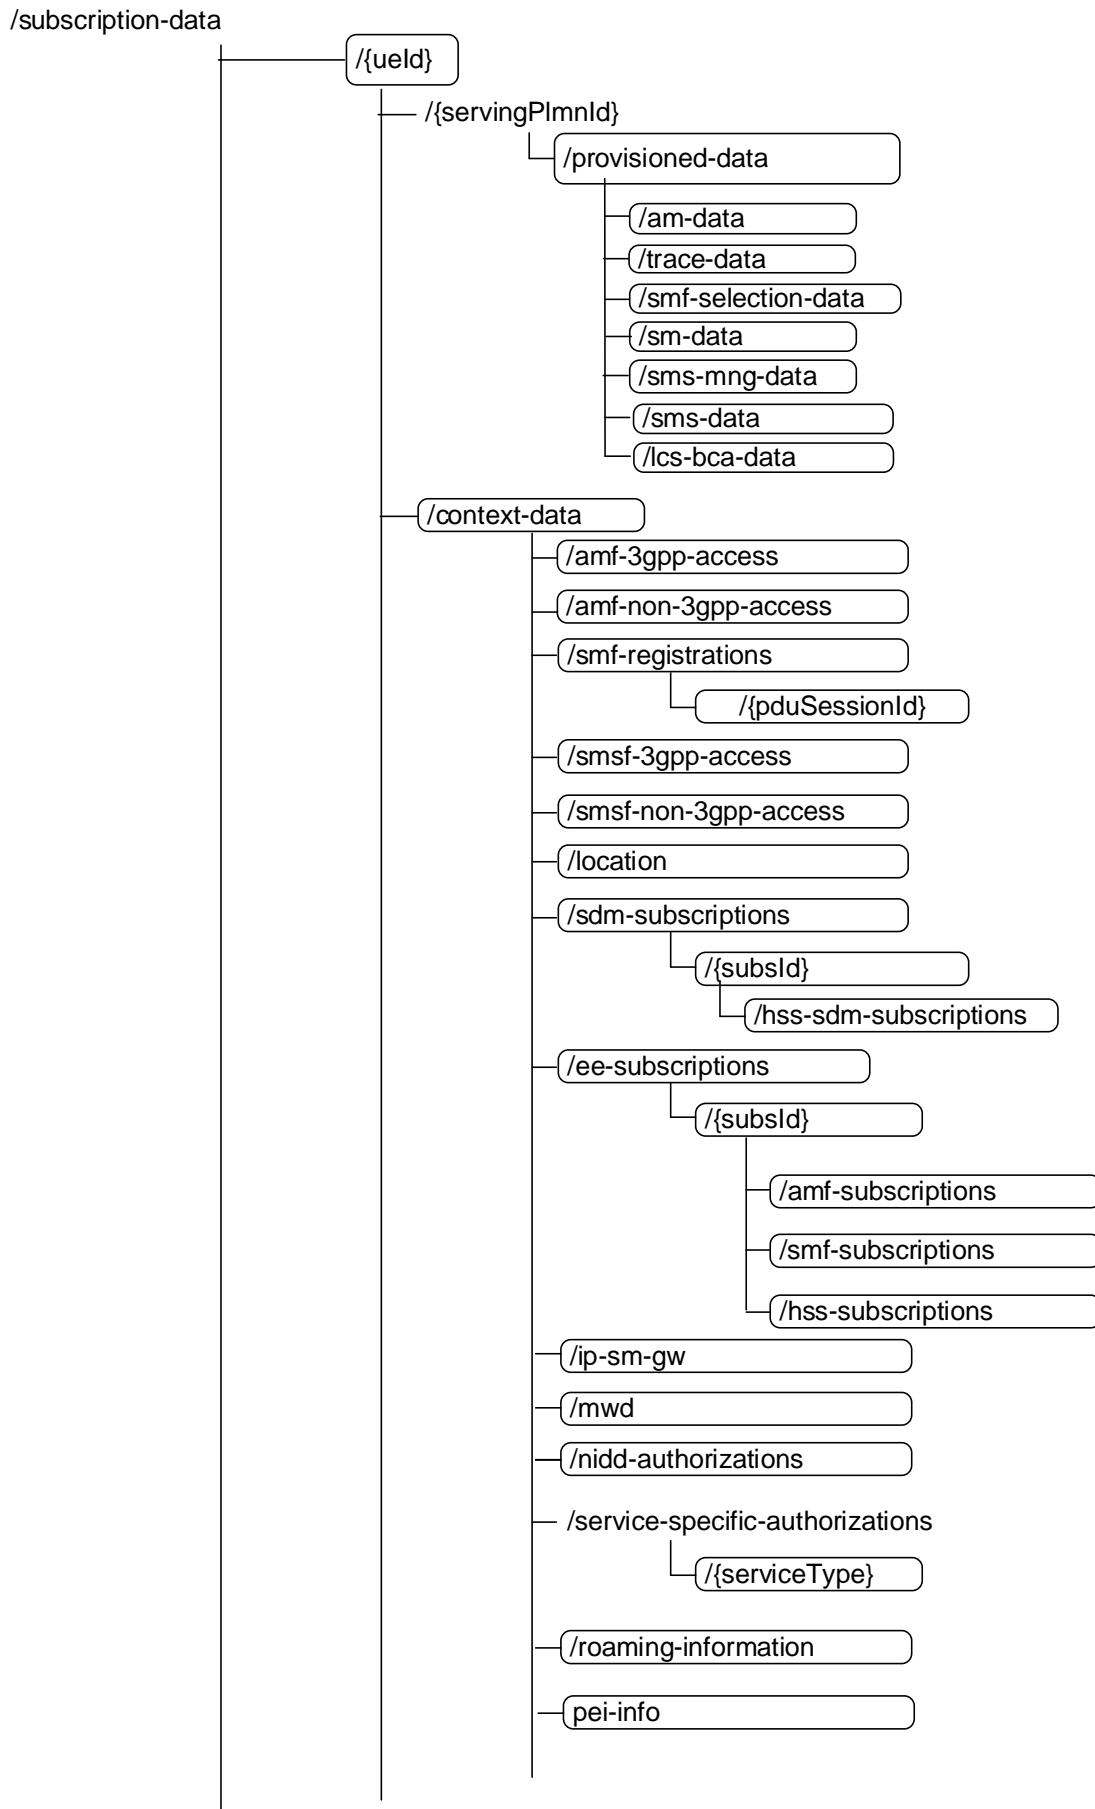 /subscription-data
/{ueId}
/{servingPlmnId}
/provisioned-data
/am-data
/trace-data
/smf-selection-data
/sm-data
/sms-mng-data
/sms-data
/lcs-bca-data
/context-data
/amf-3gpp-access
/amf-non-3gpp-access
/smf-registrations
/{pduSessionId}
/smsf-3gpp-access
/smsf-non-3gpp-access
/location
/sdm-subscriptions
/{subsId}
/hss-sdm-subscriptions
/ee-subscriptions
/{subsId}
/amf-subscriptions
/smf-subscriptions
/hss-subscriptions
/ip-sm-gw
/mwd
/nidd-authorizations
/service-specific-authorizations
/{serviceType}
/roaming-information
pei-info